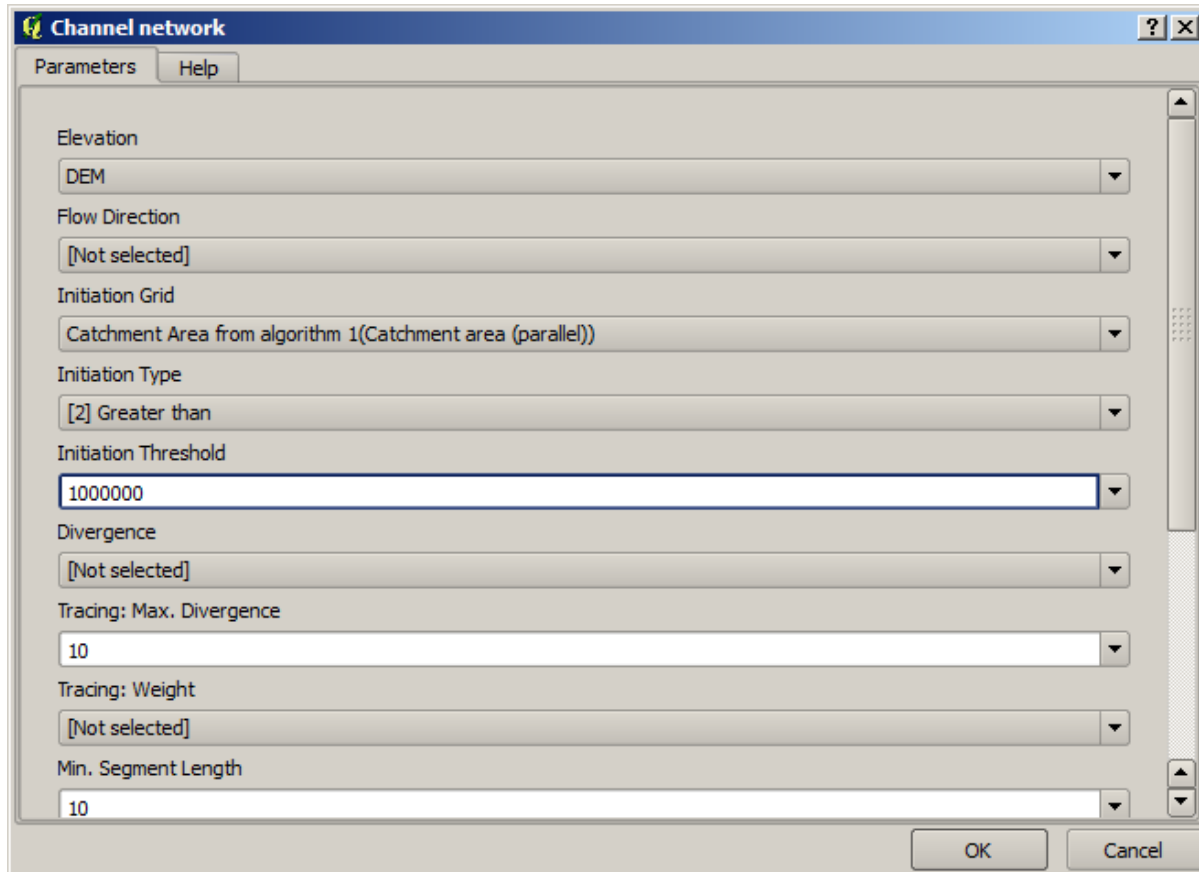 Channel network
Parameters Help
Elevation
DEM
Flow Direction
[Not selected]
Initiation Grid
Catchment Area from algorithm 1(Catchment area (parallel))
Initiation Type
[2] Greater than
Initiation Threshold
1000000
Divergence
[Not selected]
Tracing: Max. Divergence
10
Tracing: Weight
[Not selected]
Min. Segment Length
10
OK Cancel